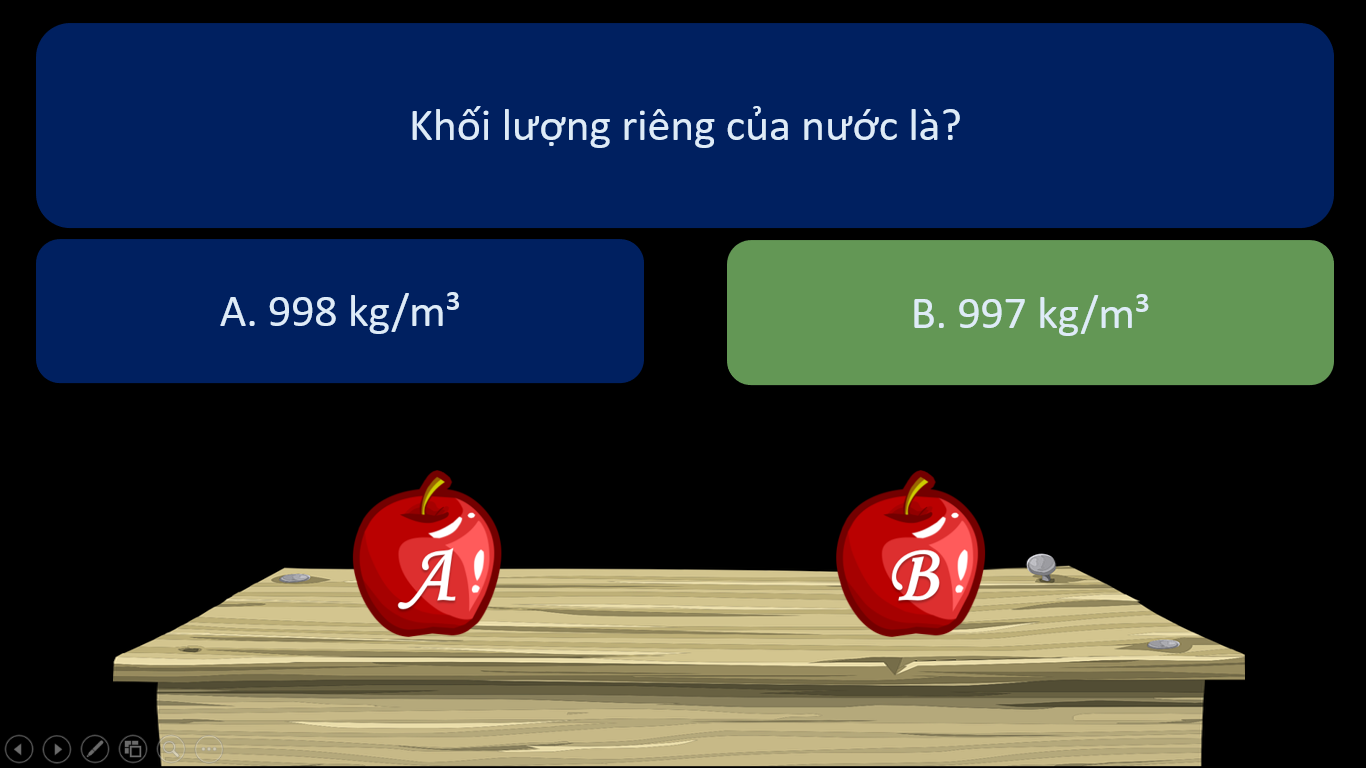 Khối lượng riêng của nước là?
A. 998 kg/m³
B. 997 kg/m³
A
B